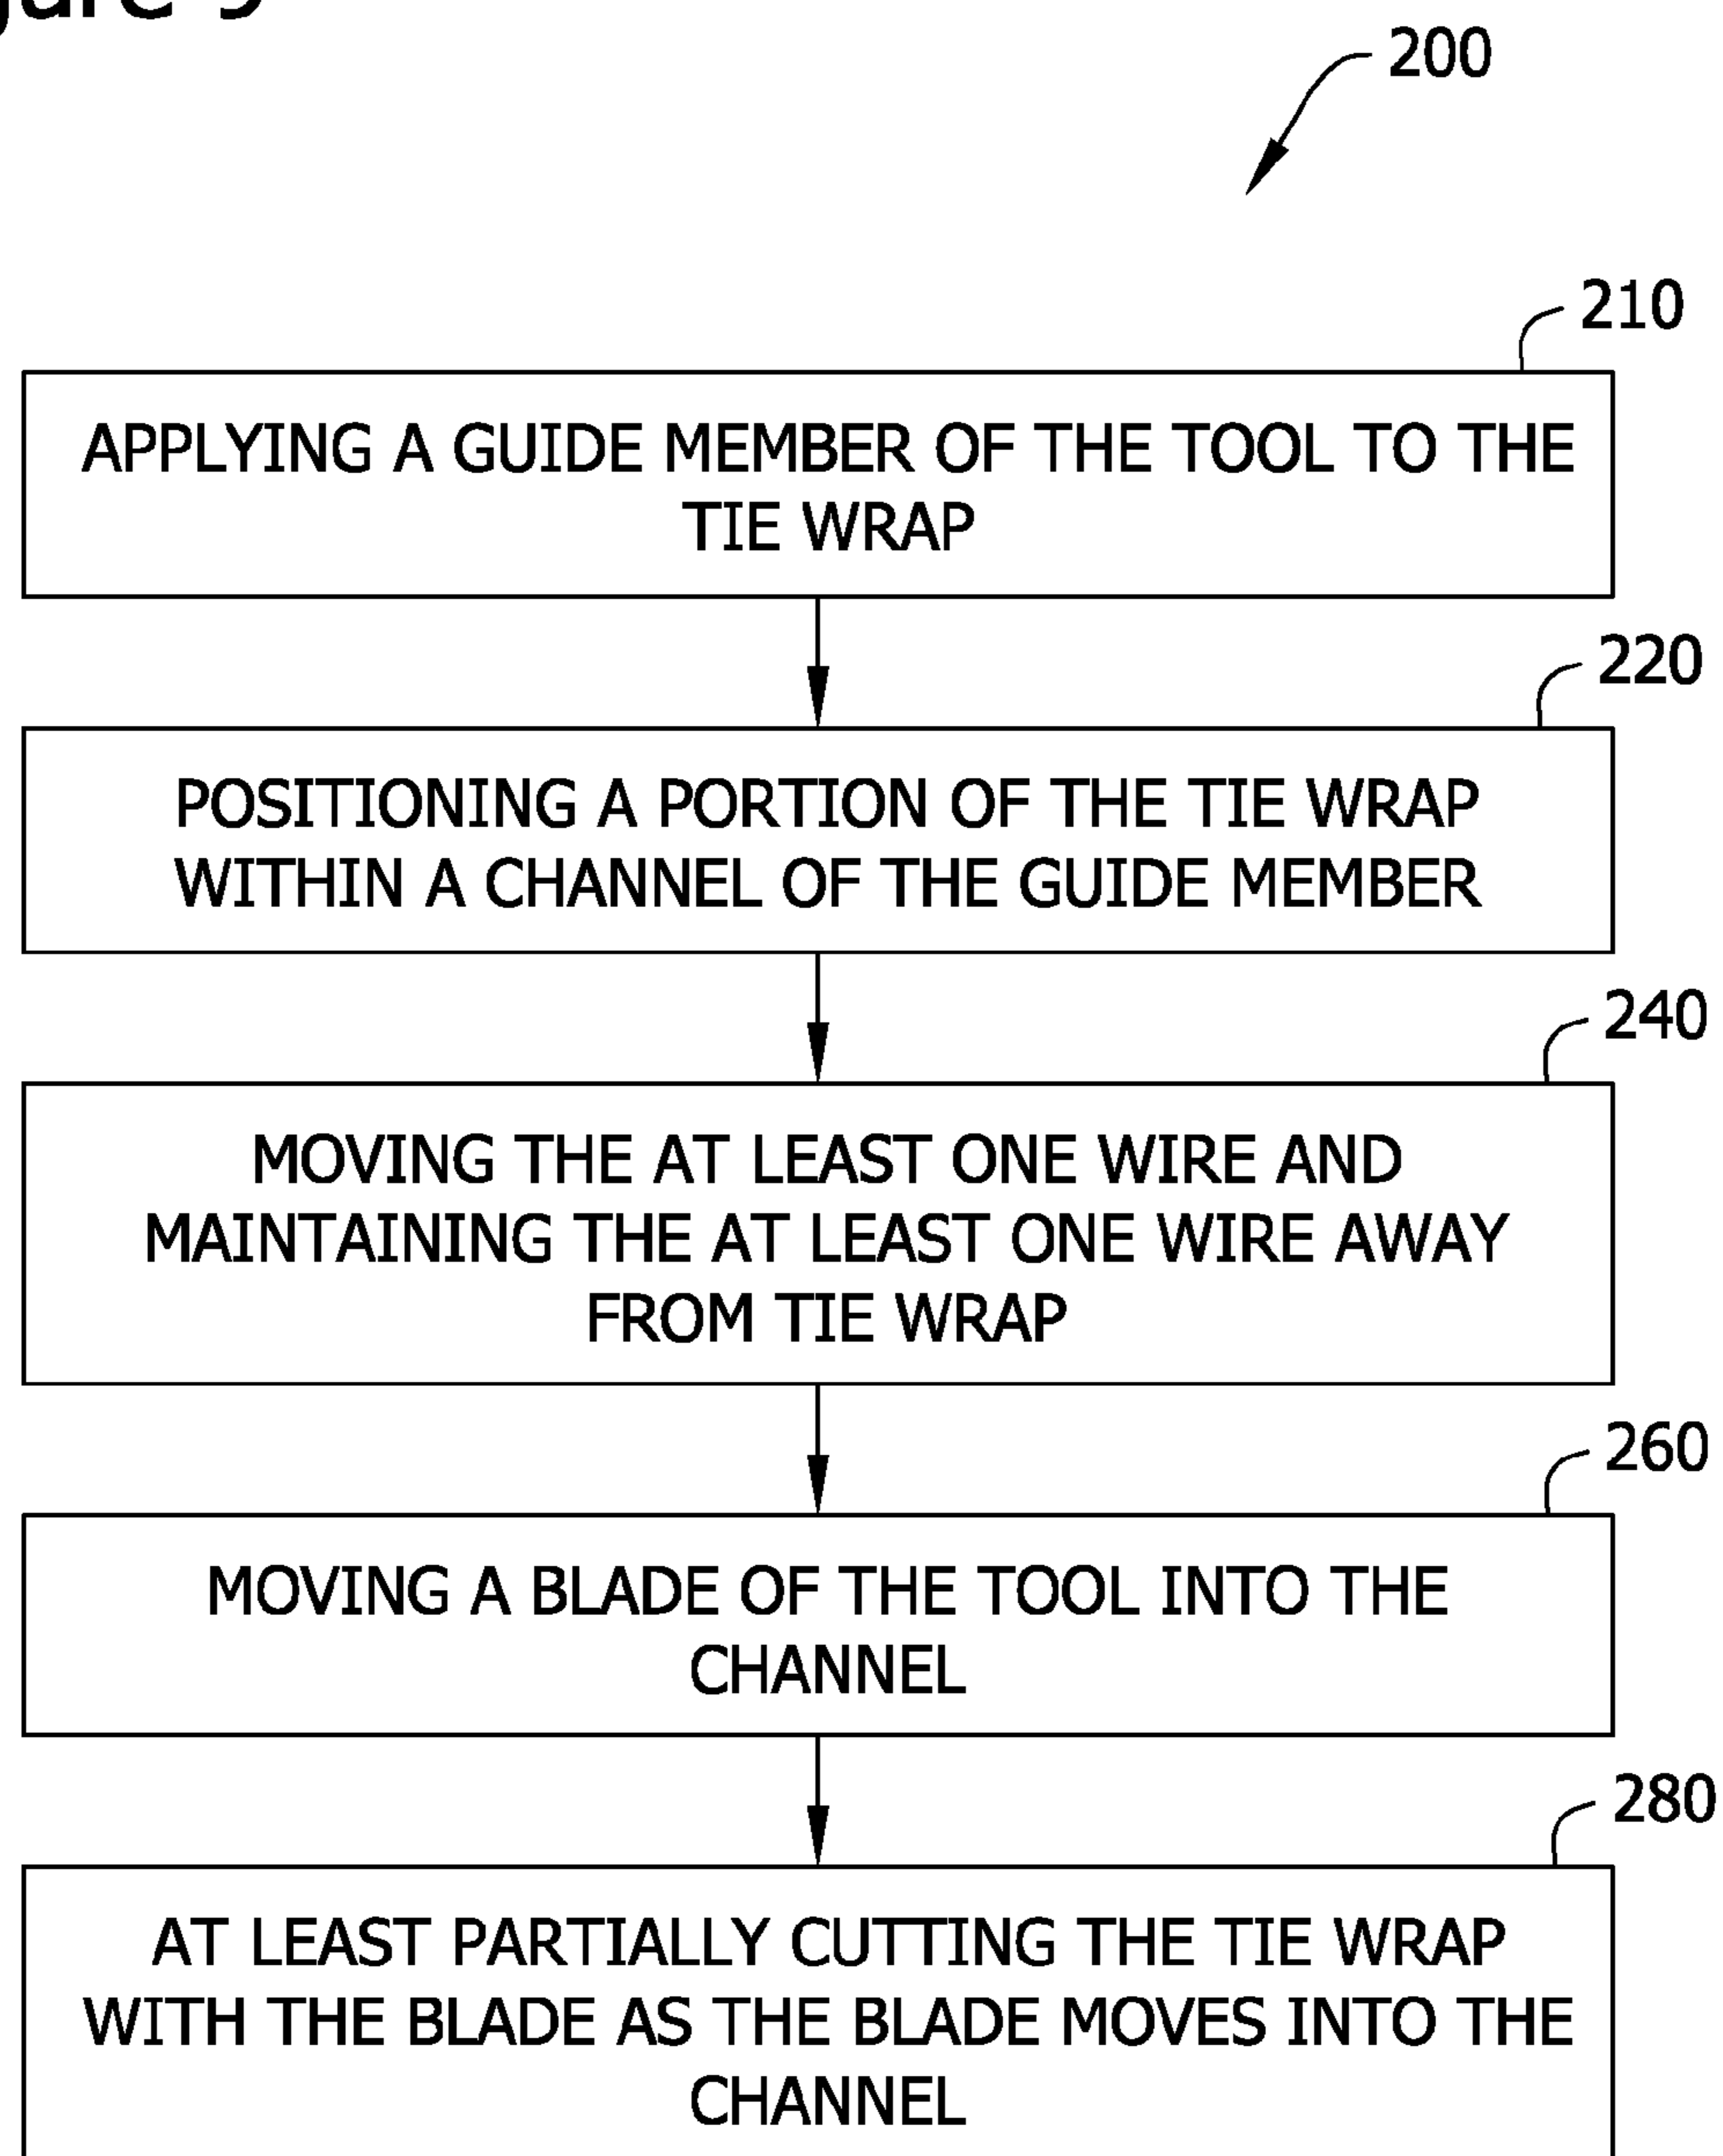 200
210
APPLYING A GUIDE MEMBER OF THE TOOL TO THE
TIE WRAP
220
POSITIONING A PORTION OF THE TIE WRAP
WITHIN A CHANNEL OF THE GUIDE MEMBER
240
MOVING THE AT LEAST ONE WIRE AND
MAINTAINING THE AT LEAST ONE WIRE AWAY
FROM TIE WRAP
260
MOVING A BLADE OF THE TOOL INTO THE
CHANNEL
280
AT LEAST PARTIALLY CUTTING THE TIE WRAP
WITH THE BLADE AS THE BLADE MOVES INTO THE
CHANNEL